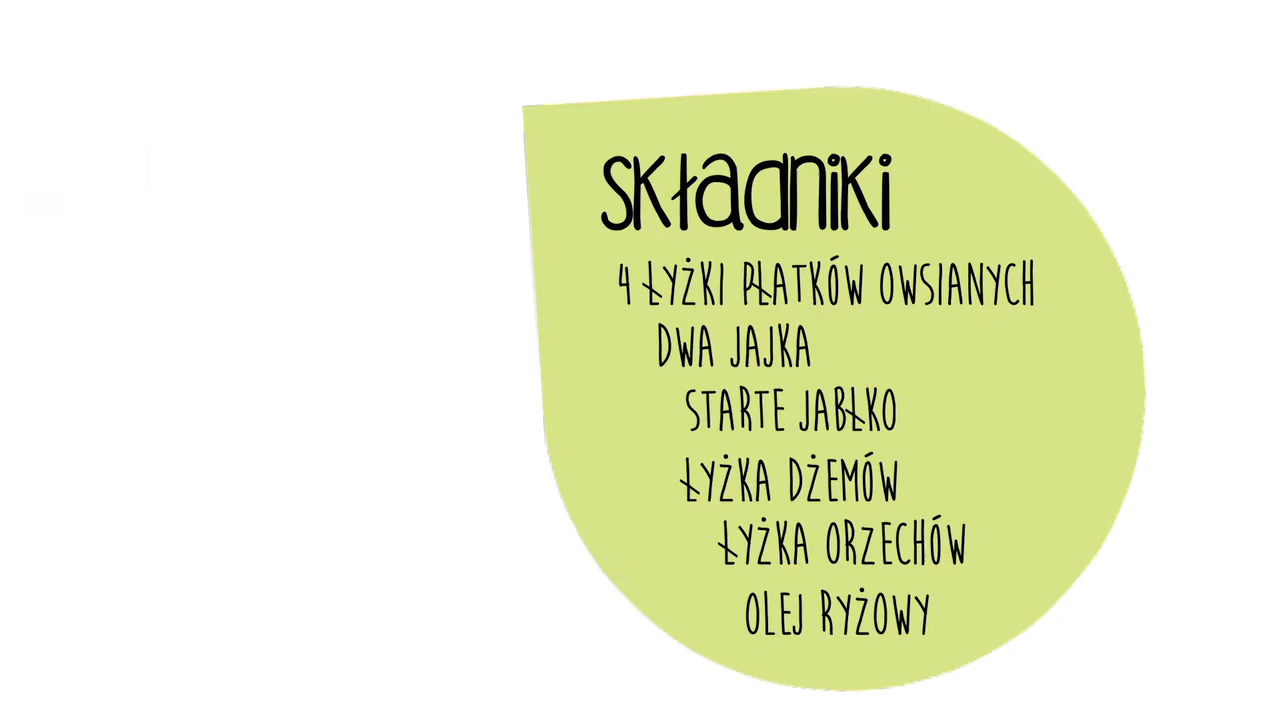 składniki
4 ŁYŻKI PŁATKÓW OWSIANYCH
DWA JAJKA
STARTE JABŁKO
ŁYŻKA DŻEMÓW
ŁYŻKA ORZECHÓW
OLEJ RYŻOWY